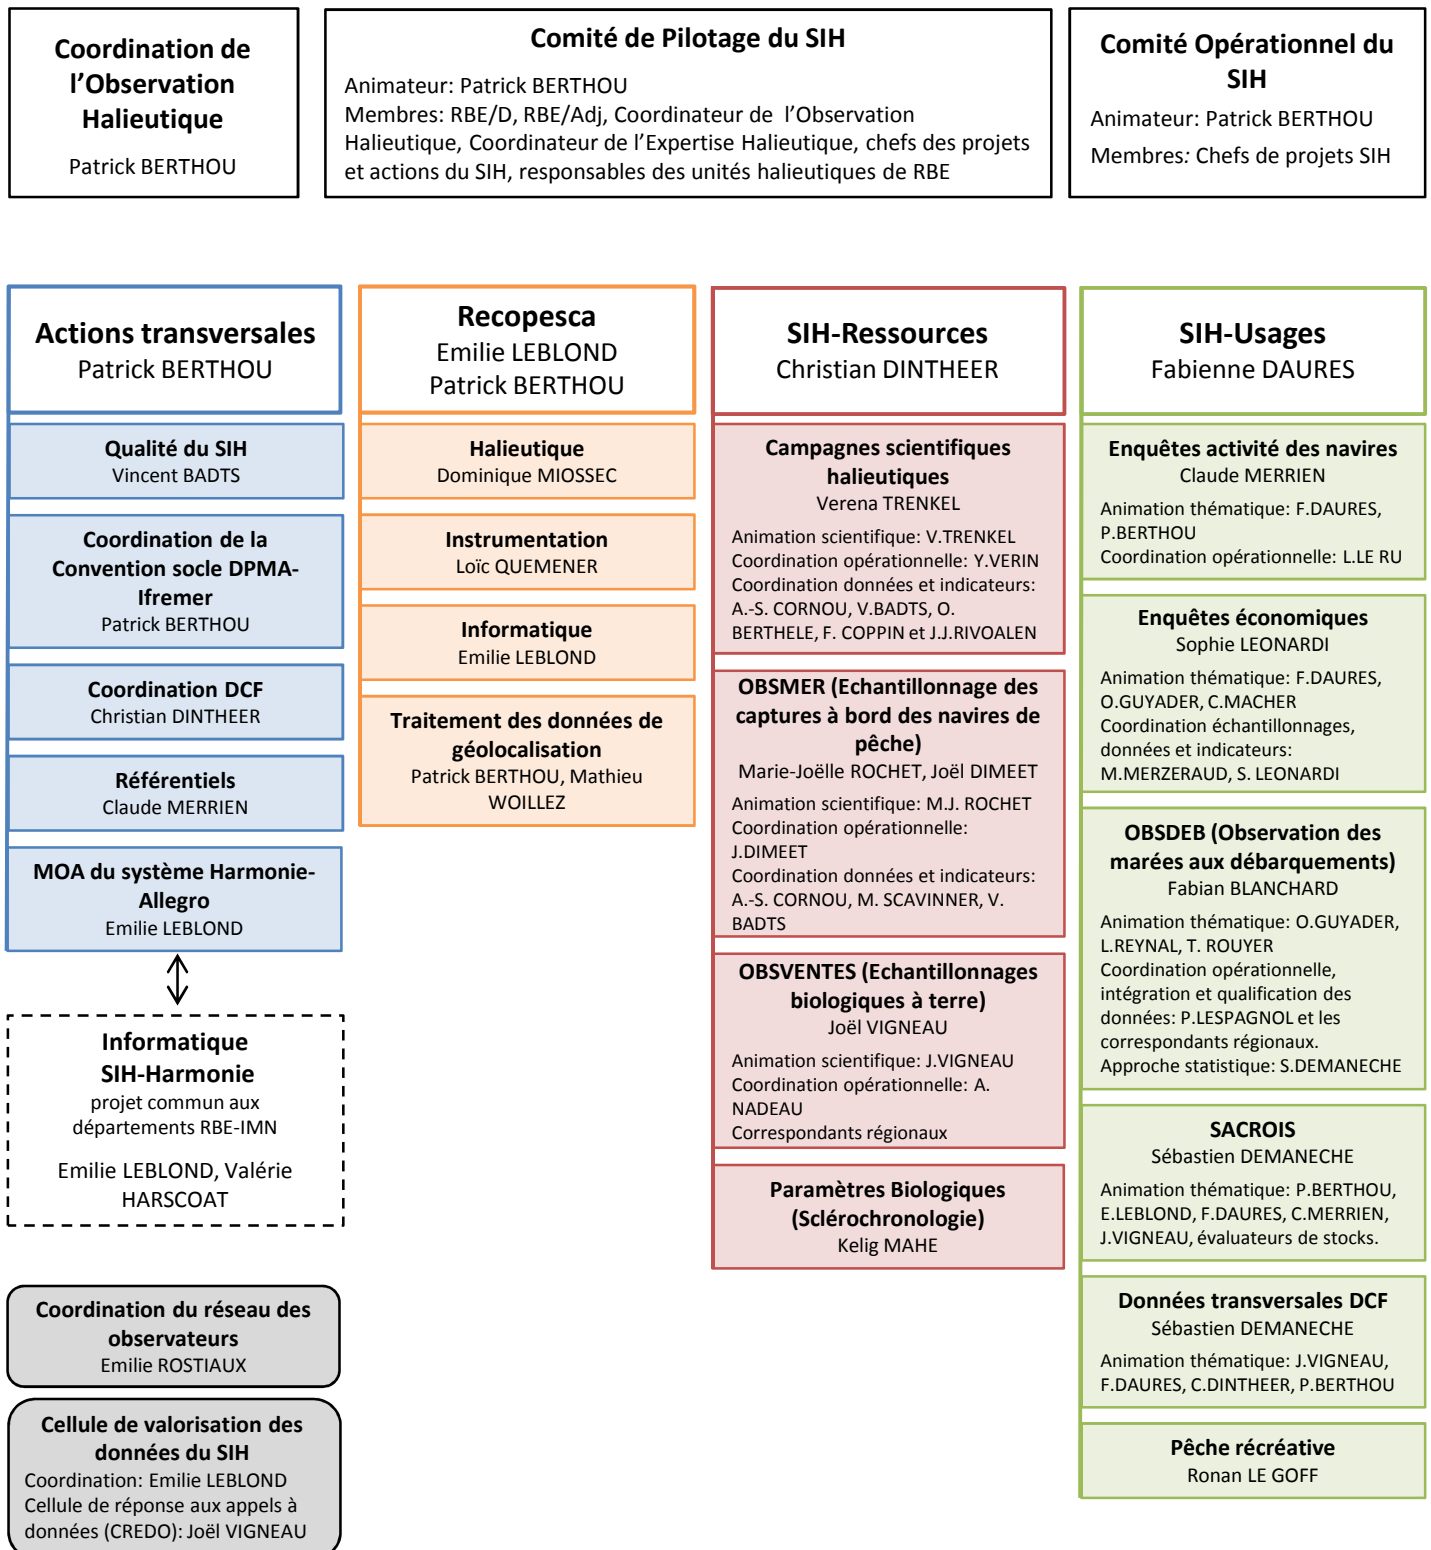 Coordination de
l’Observation
Halieutique
Patrick BERTHOU
Comité de Pilotage du SIH
Animateur: Patrick BERTHOU
Membres: RBE/D, RBE/Adj, Coordinateur de l’Observation
Halieutique, Coordinateur de l’Expertise Halieutique, chefs des projets
et actions du SIH, responsables des unités halieutiques de RBE
Comité Opérationnel du
SIH
Animateur: Patrick BERTHOU
Membres: Chefs de projets SIH
Actions transversales
Patrick BERTHOU
Qualité du SIH
Vincent BADTS
Coordination de la
Convention socle DPMA-
Ifremer
Patrick BERTHOU
Coordination DCF
Christian DINTHEER
Référentiels
Claude MERRIEN
MOA du système Harmonie-
Allegro
Emilie LEBLOND
Informatique
SIH-Harmonie
projet commun aux
départements RBE-IMN
Emilie LEBLOND, Valérie
HARSCOAT
Coordination du réseau des
observateurs
Emilie ROSTIAUX
Cellule de valorisation des
données du SIH
Coordination: Emilie LEBLOND
Cellule de réponse aux appels à
données (CREDO): Joël VIGNEAU
Recopesca
Emilie LEBLOND
Patrick BERTHOU
Halieutique
Dominique MIOSSEC
Instrumentation
Loïc QUEMENER
Informatique
Emilie LEBLOND
Traitement des données de
géolocalisation
Patrick BERTHOU, Mathieu
WOILLEZ
SIH-Ressources
Christian DINTHEER
Campagnes scientifiques
halieutiques
Verena TRENKEL
Animation scientifique: V.TRENKEL
Coordination opérationnelle: Y.VERIN
Coordination données et indicateurs:
A.-S. CORNOU, V.BADTS, O.
BERTHELE, F. COPPIN et J.J.RIVOALEN
OBSMER (Echantillonnage des
captures à bord des navires de
pêche)
Marie-Joëlle ROCHET, Joël DIMEET
Animation scientifique: M.J. ROCHET
Coordination opérationnelle:
J.DIMEET
Coordination données et indicateurs:
A.-S. CORNOU, M. SCAVINNER, V.
BADTS
OBSVENTES (Echantillonnages
biologiques à terre)
Joël VIGNEAU
Animation scientifique: J.VIGNEAU
Coordination opérationnelle: A.
NADEAU
Correspondants régionaux
Paramètres Biologiques
(Sclérochronologie)
Kelig MAHE
SIH-Usages
Fabienne DAURES
Enquêtes activité des navires
Claude MERRIEN
Animation thématique: F.DAURES,
P.BERTHOU
Coordination opérationnelle: L.LE RU
Enquêtes économiques
Sophie LEONARDI
Animation thématique: F.DAURES,
O.GUYADER, C.MACHER
Coordination échantillonnages,
données et indicateurs:
M.MERZERAUD, S. LEONARDI
OBSDEB (Observation des
marées aux débarquements)
Fabian BLANCHARD
Animation thématique: O.GUYADER,
L.REYNAL, T. ROUYER
Coordination opérationnelle,
intégration et qualification des
données: P.LESPAGNOL et les
correspondants régionaux.
Approche statistique: S.DEMANECHE
SACROIS
Sébastien DEMANECHE
Animation thématique: P.BERTHOU,
E.LEBLOND, F.DAURES, C.MERRIEN,
J.VIGNEAU, évaluateurs de stocks.
Données transversales DCF
Sébastien DEMANECHE
Animation thématique: J.VIGNEAU,
F.DAURES, C.DINTHEER, P.BERTHOU
Pêche récréative
Ronan LE GOFF